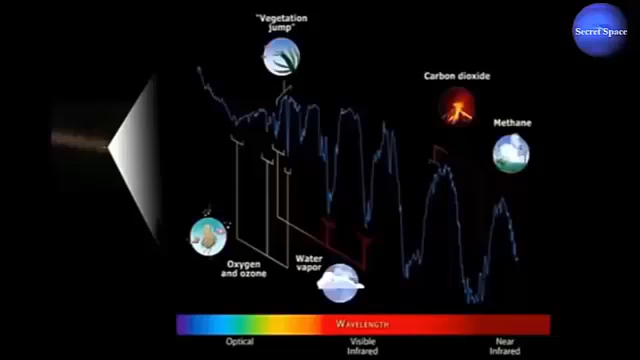 "Vegetation
jump"
Secret Space
Carbon dioxide
Methane
Oxygen
and ozone
Water
vapor
WAVELENGTH
Optical
Visible
Infrared
Near
Infrared